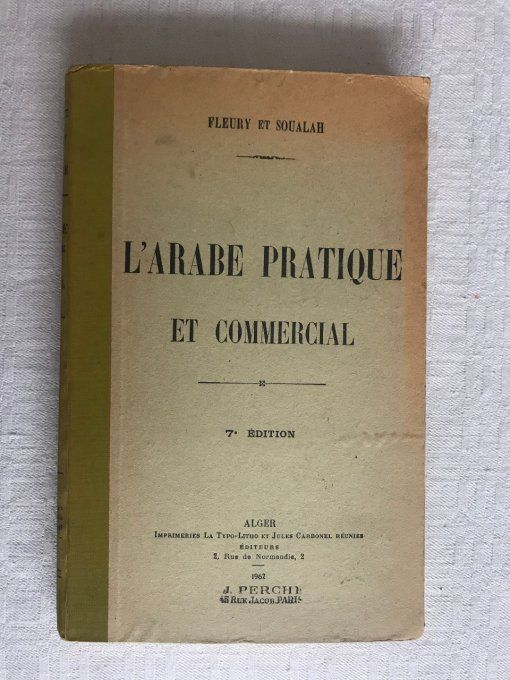 FLEURY ET SOUALAH
L'ARABE PRATIQUE
ET COMMERCIAL
7e ÉDITION
ALGER
IMPRIMERIES LA TYPO-LITHO ET JULES CARBONEL RÉUNIES
ÉDITEURS
2, Rue de Normandie, 2
1962
J. PERCHE
45 RUE JACOB. PARIS